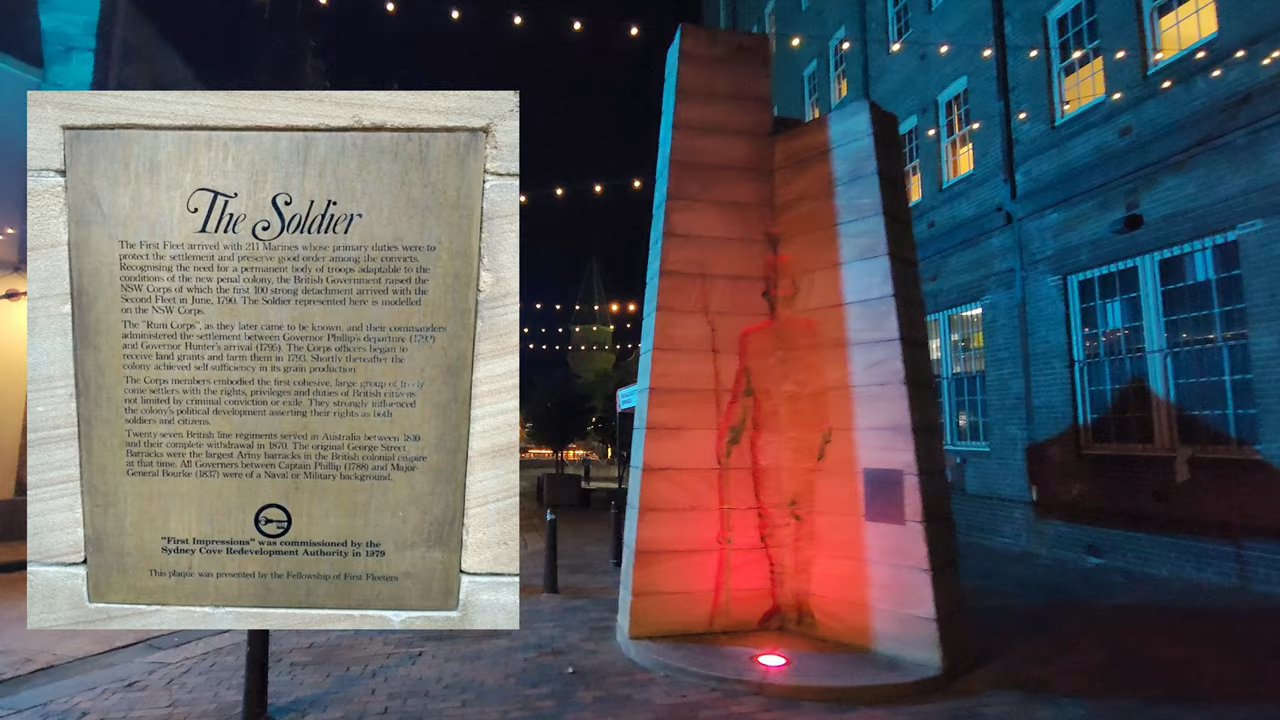 The Soldier
The First Fleet arrived with 211 Marines whose primary duties were to
protect the settlement and preserve good order among the convicts.
Recognising the need for a permanent body of troops adaptable to the
conditions of the new penal colony, the British Government raised the
NSW Corps of which the first 100 strong detachment arrived with the
Second Fleet in June, 1790. The Soldier represented here is modelled
on the NSW Corps.
The "Rum Corps", as they later came to be known, and their commanders
administered the settlement between Governor Phillip's departure (1792)
and Governor Hunter's arrival (1795). The Corps officers began to
receive land grants and farm them in 1793. Shortly thereafter the
colony achieved self sufficiency in its grain production
The Corps members embodied the first cohesive, large group of freely
come settlers with the rights, privileges and duties of British citizens
not limited by criminal conviction or exile. They strongly influenced
the colony's political development asserting their rights as both
soldiers and citizens.
Twenty-seven British line regiments served in Australia between 1810
and their complete withdrawal in 1870. The original George Street
Barracks were the largest Army barracks in the British colonial empire
at that time. All Governers between Captain Phillip (1788) and Major-
General Bourke (1837) were of a Naval or Military background.
"First Impressions" was commissioned by the
Sydney Cove Redevelopment Authority in 1979
This plaque was presented by the Fellowship of First Fleeters